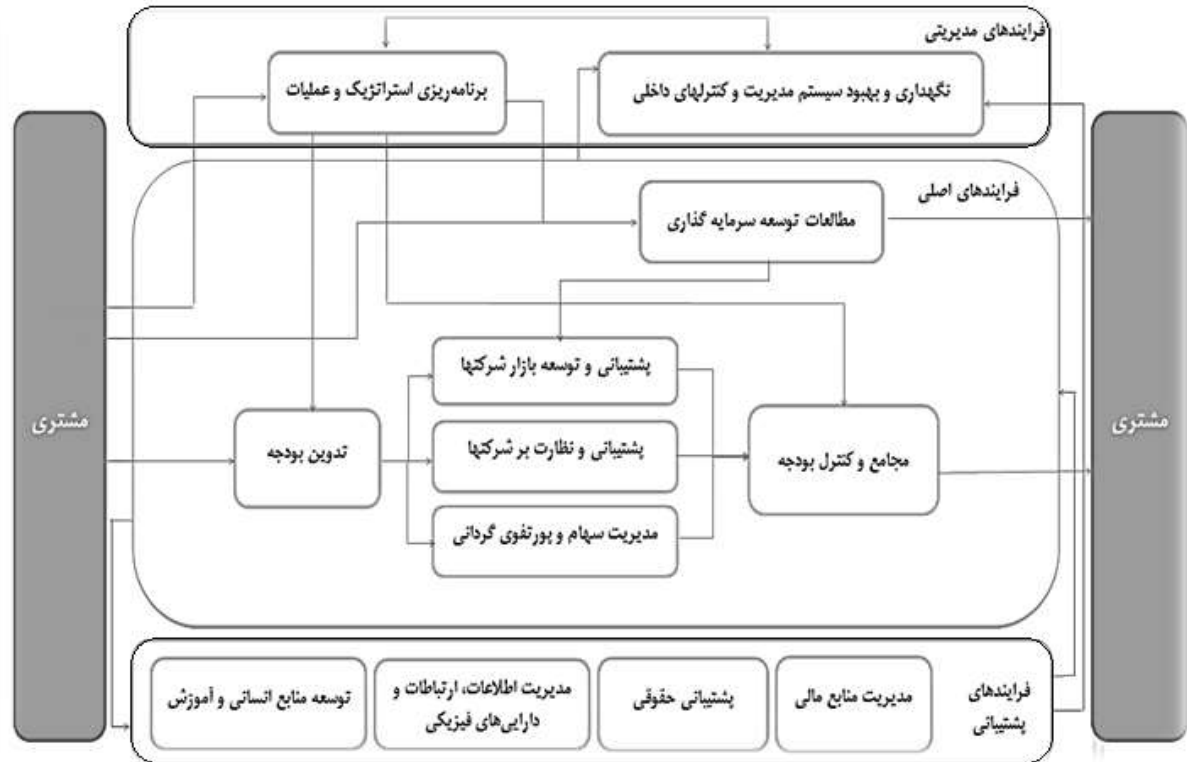 فرایندهای مدیریتی
نگهداری و بهبود سیستم مدیریت و کنترلهای داخلی
برنامه‌ریزی استراتژیک و عملیات
مشتری
فرایندهای اصلی
مطالعات توسعه سرمایه گذاری
پشتیبانی و توسعه بازار شرکتها
مجامع و کنترل بودجه
پشتیبانی و نظارت بر شرکتها
تدوین بودجه
مدیریت سهام و پورتفوی گردانی
مشتری
فرایندهای
پشتیبانی
مدیریت منابع مالی
پشتیبانی حقوقی
مدیریت اطلاعات، ارتباطات و
دارایی‌های فیزیکی
توسعه منابع انسانی و آموزش